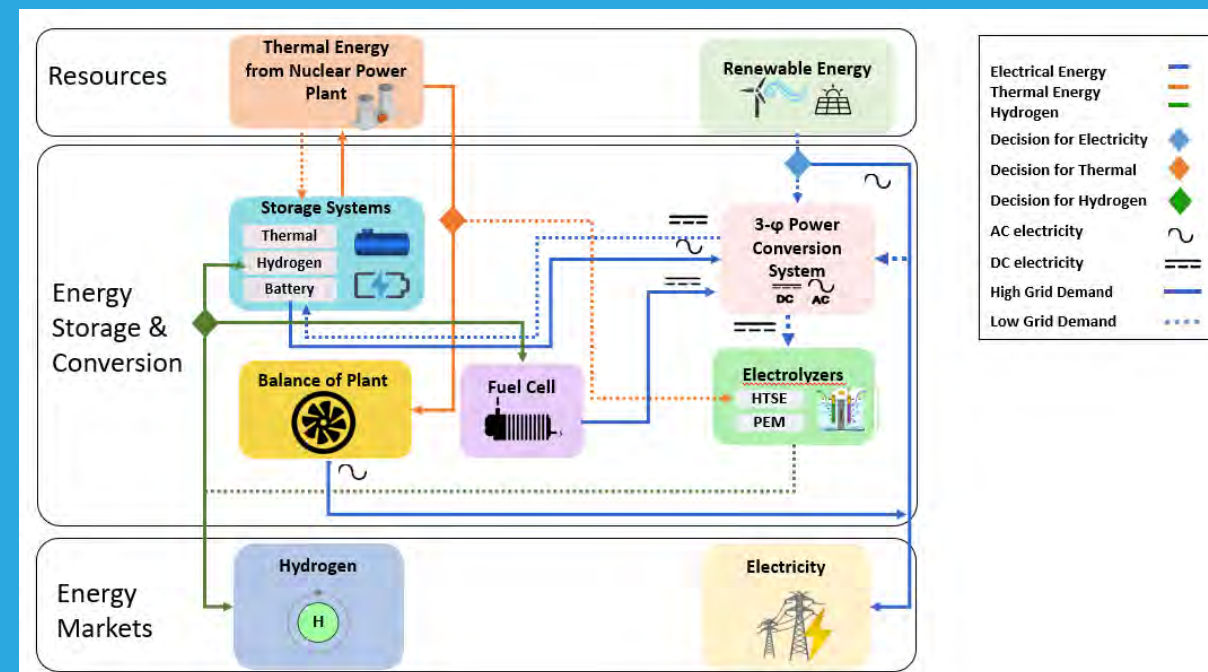 Resources
Thermal Energy
from Nuclear Power
Plant
Renewable Energy
Energy
Storage &
Conversion
Storage Systems
Thermal
Hydrogen
Battery
3-φ Power
Conversion
System
DC AC
Balance of Plant
Fuel Cell
Electrolyzers
HTSE
PEM
Energy
Markets
Hydrogen
H
Electricity
Electrical Energy
Thermal Energy
Hydrogen
Decision for Electricity
Decision for Thermal
Decision for Hydrogen
AC electricity
DC electricity
High Grid Demand
Low Grid Demand